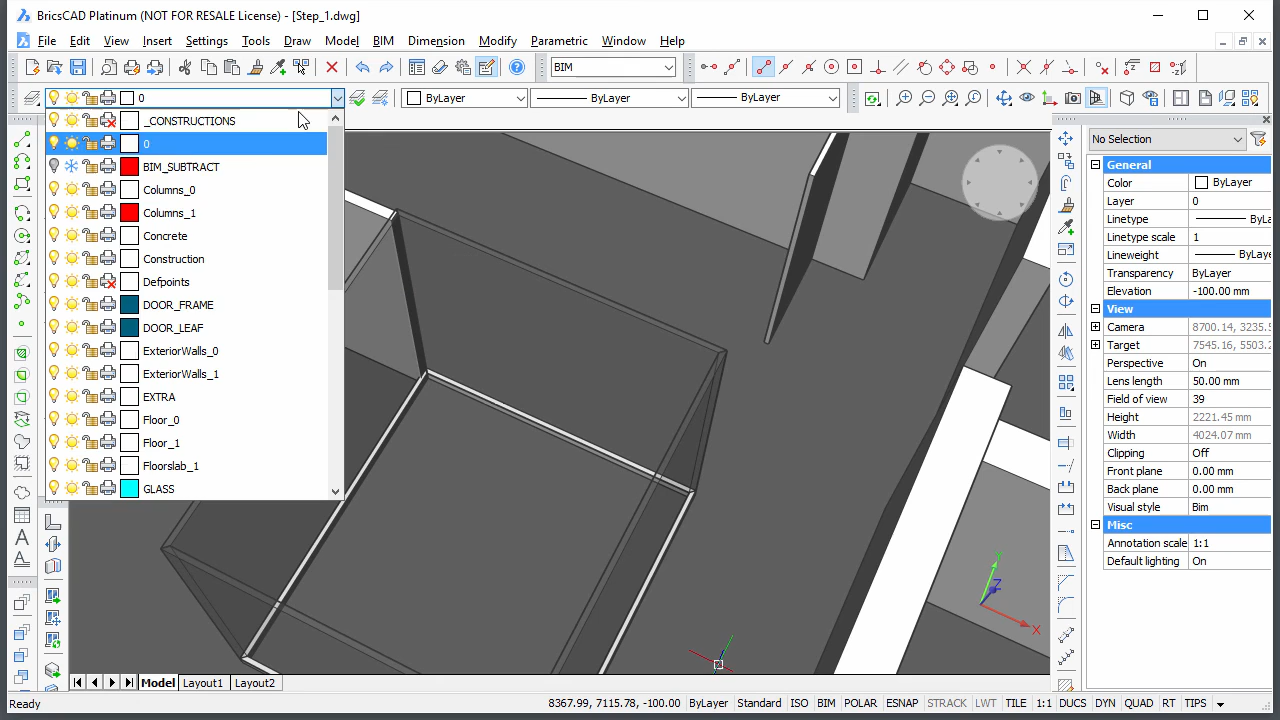 BricsCAD Platinum (NOT FOR RESALE License) - [Step_1.dwg]
File Edit View Insert Settings Tools Draw Model BIM Dimension Modify Parametric Window Help
BIM
0 ByLayer ByLayer ByLayer
_CONSTRUCTIONS
0
BIM_SUBTRACT
Columns_0
Columns_1
Concrete
Construction
Defpoints
DOOR_FRAME
DOOR_LEAF
ExteriorWalls_0
ExteriorWalls_1
EXTRA
Floor_0
Floor_1
Floorslab_1
GLASS
No Selection
General
Color ByLayer
Layer 0
Linetype ByLa
Linetype scale 1
Lineweight ByLa
Transparency ByLayer
Elevation -100.00 mm
View
Camera 8700.14, 3235.5
Target 7545.16, 5503.2
Perspective On
Lens length 50.00 mm
Field of view 39
Height 2221.45 mm
Width 4024.07 mm
Clipping Off
Front plane 0.00 mm
Back plane 0.00 mm
Visual style Bim
Misc
Annotation scale 1:1
Default lighting On
Y
Z
X
Model Layout1 Layout2
Ready 8367.99, 7115.78, -100.00 ByLayer Standard ISO BIM POLAR ESNAP STRACK LWT TILE 1:1 DUCS DYN QUAD RT TIPS